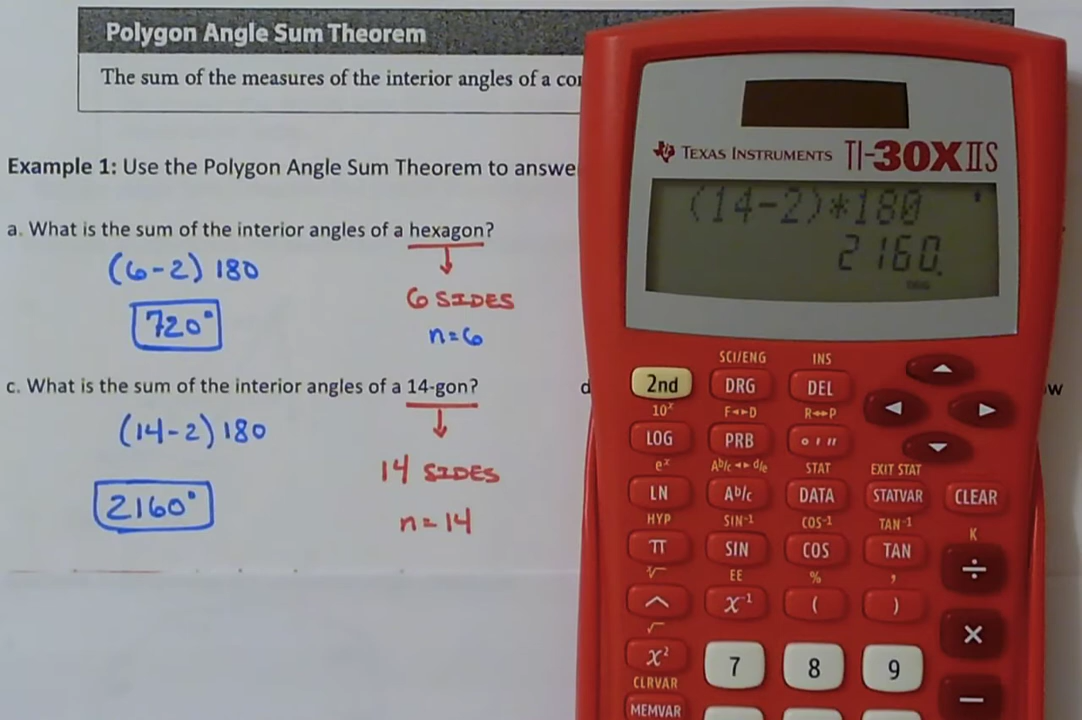 Polygon Angle Sum Theorem
The sum of the measures of the interior angles of a
Example 1: Use the Polygon Angle Sum Theorem to
a. What is the sum of the interior angles of a hexagon?
(6-2) 180
720°
6 SIDES
n=6
c. What is the sum of the interior angles of a 14-gon?
(14-2) 180
2160°
14 SIDES
n=14
TEXAS INSTRUMENTS TI-30X IIS
(14-2)*180
2160.
DEG
SCI/ENG INS
2nd DRG DEL
10ˣ F◄►D R◄►P
LOG PRB ° ' "
eˣ Ab/c ◄► d/e STAT EXIT STAT
LN Ab/c DATA STATVAR CLEAR
HYP SIN-1 COS-1 TAN-1 K
π SIN COS TAN ÷
ˣ√ EE % ,
^ x-1 ( ) ×
√
x² 7 8 9 −
CLRVAR
MEMVAR